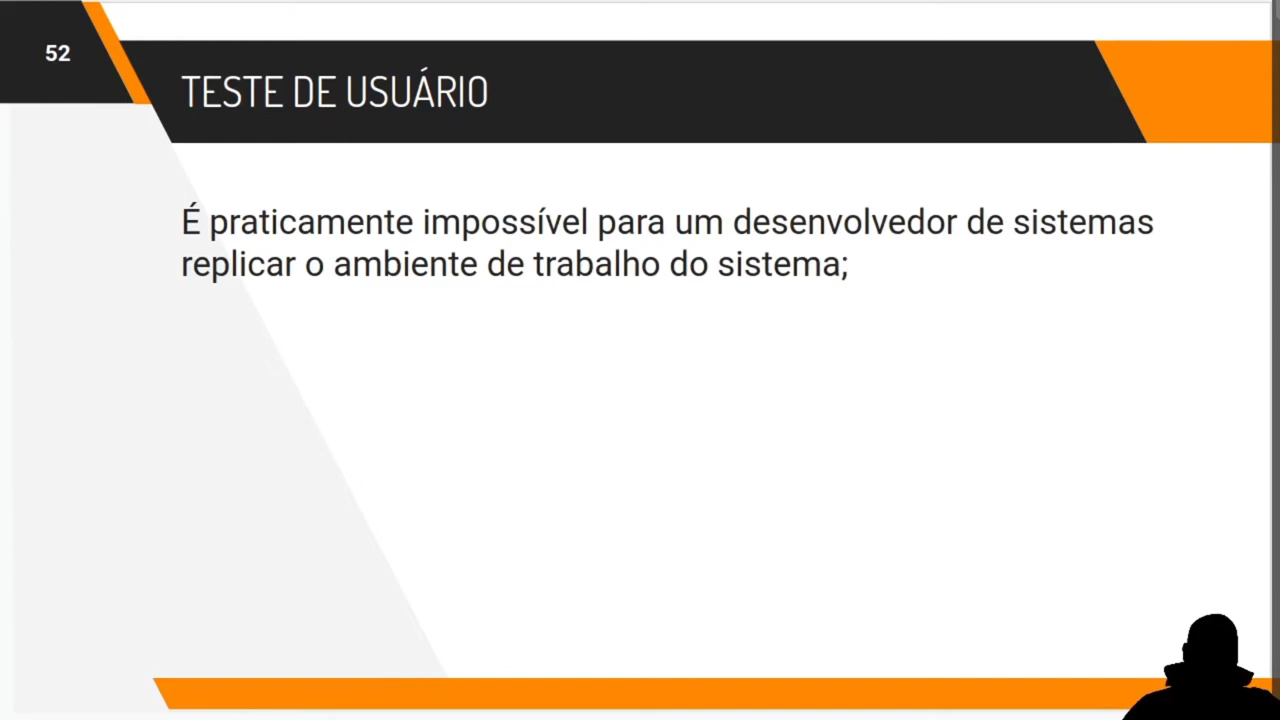 52
TESTE DE USUÁRIO
É praticamente impossível para um desenvolvedor de sistemas
replicar o ambiente de trabalho do sistema;